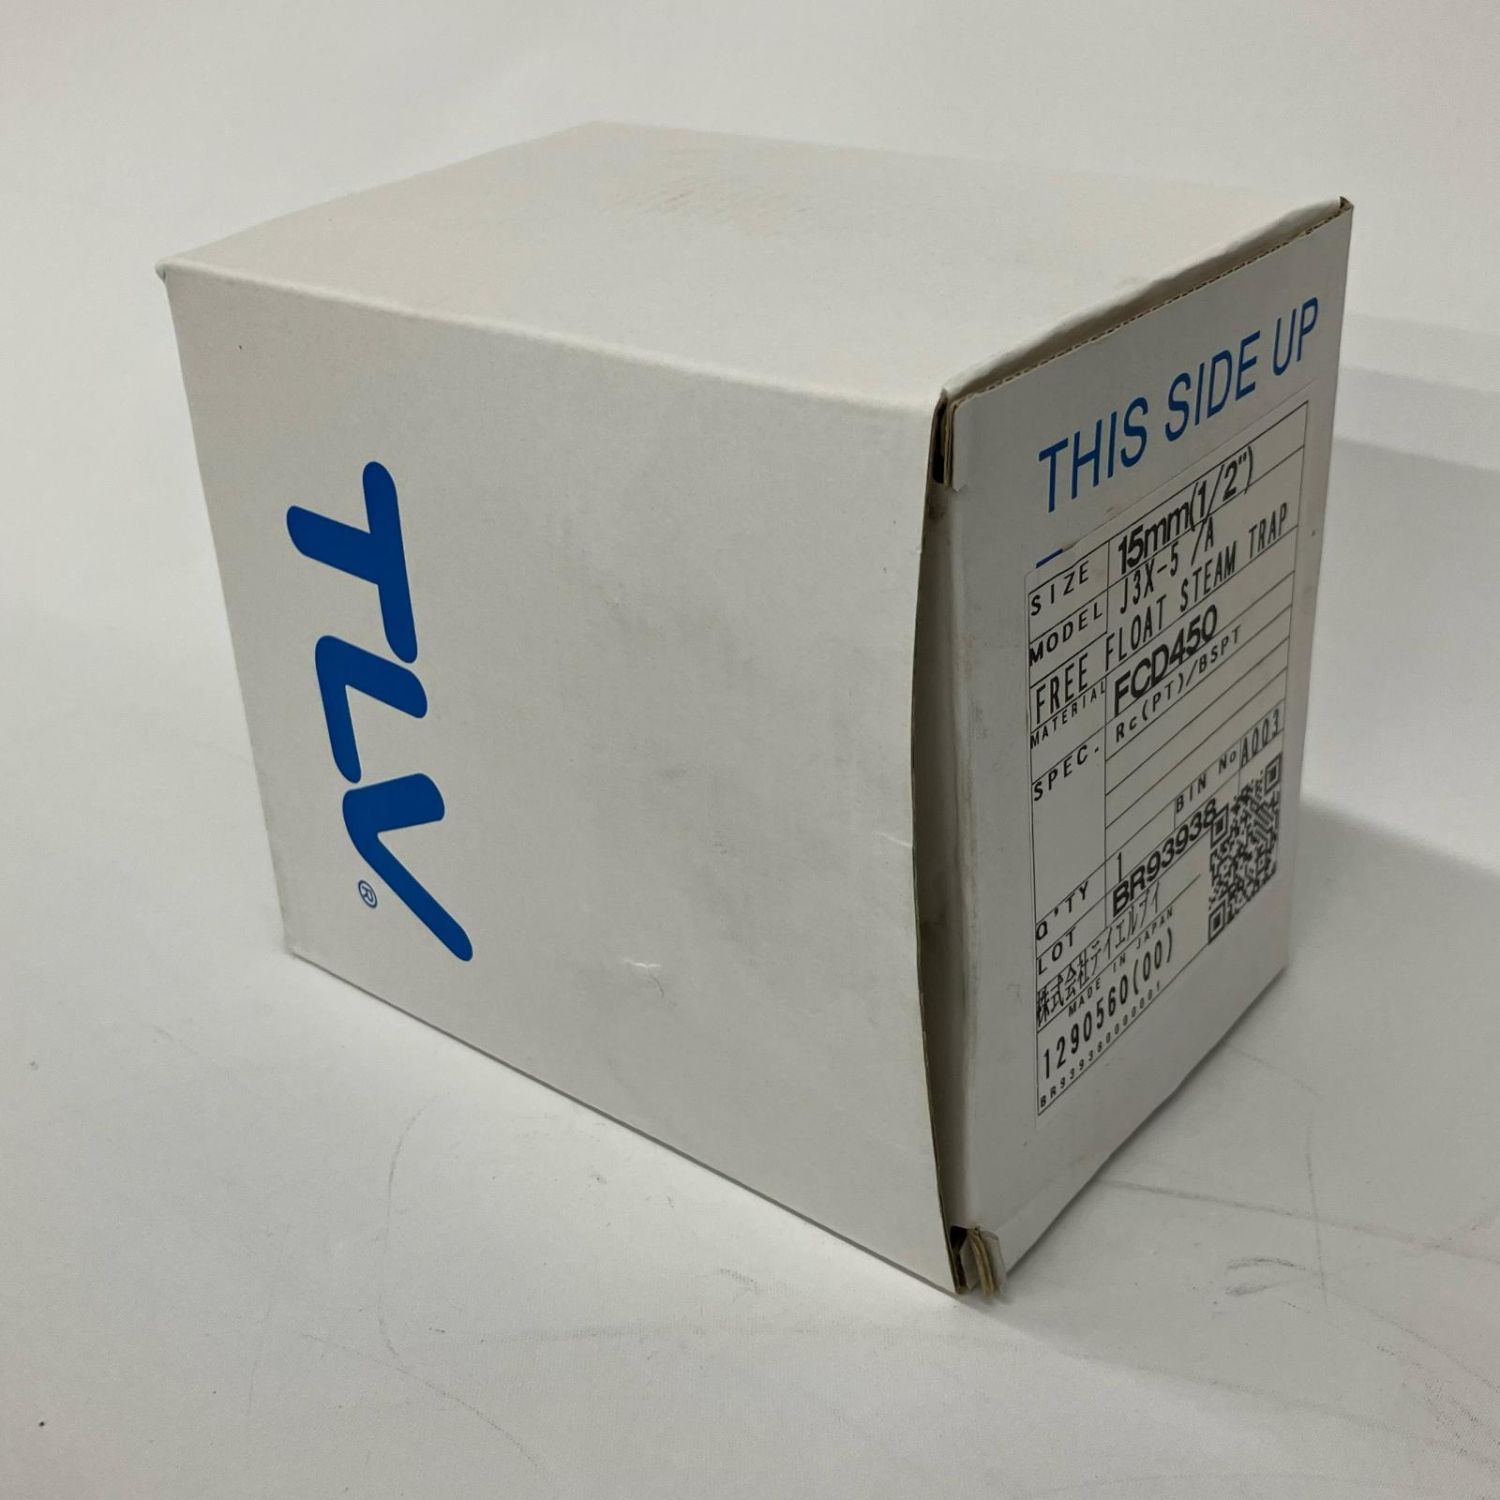 TLV®
THIS SIDE UP
SIZE 15mm(1/2")
MODEL J3X-5 /A
FREE FLOAT STEAM TRAP
MATERIAL FCD450
SPEC. Rc(PT)/BSPT
BIN No A003
Q'TY 1
LOT BR93938
株式会社テイエルブイ
MADE IN JAPAN
1290560(00)